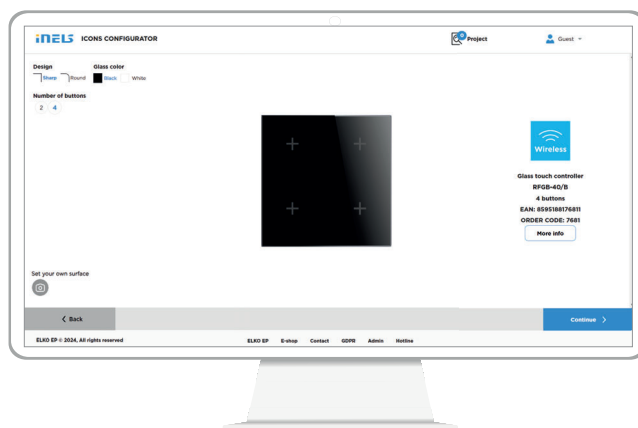 iNELS ICONS CONFIGURATOR
0 Project
Guest
Design Glass color
Sharp Round Black White
Number of buttons
2 4
Wireless
Glass touch controller
RFGB-40/B
4 buttons
EAN: 8595188176811
ORDER CODE: 7681
More info
Set your own surface
Back
Continue
ELKO EP © 2024, All rights reserved ELKO EP E-shop Contact GDPR Admin Hotline